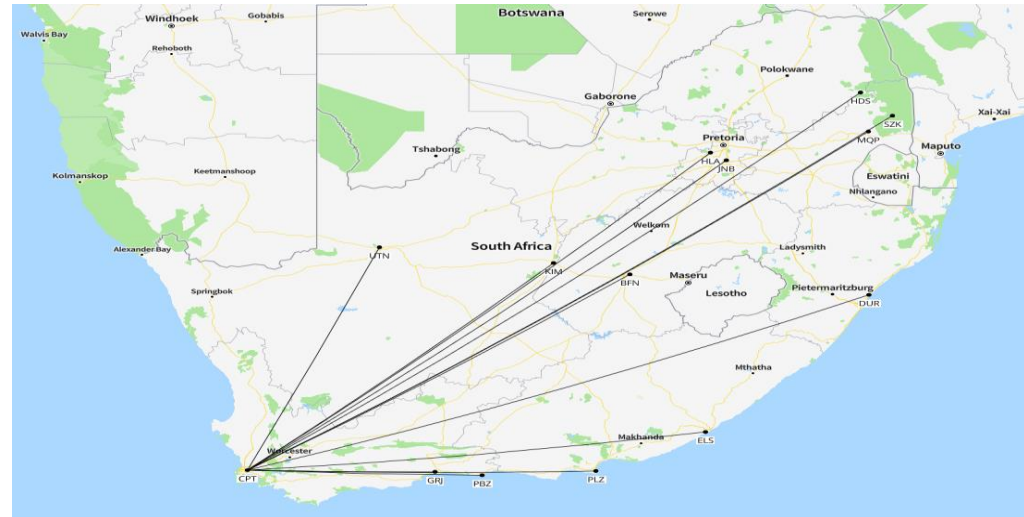 Botswana
Serowe
Gobabis
Windhoek
Walvis Bay
Rehoboth
Polokwane
Gaborone
HDS
Xai-Xai
SZK
Pretoria
MQP
Maputo
Tshabong
HLA
JNB
Kolmanskop
Keetmanshoop
Eswatini
Nhlangano
Welkom
South Africa
Ladysmith
Alexander Bay
UTN
KIM
Maseru
BFN
Springbok
Lesotho
Pietermaritzburg
DUR
Mthatha
Makhanda
ELS
Worcester
CPT
GRJ
PBZ
PLZ